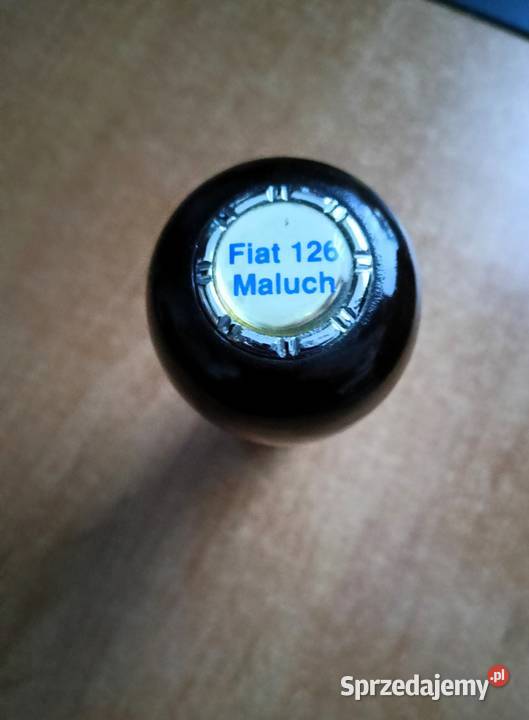 Fiat 126
Maluch
Sprzedajemy.pl